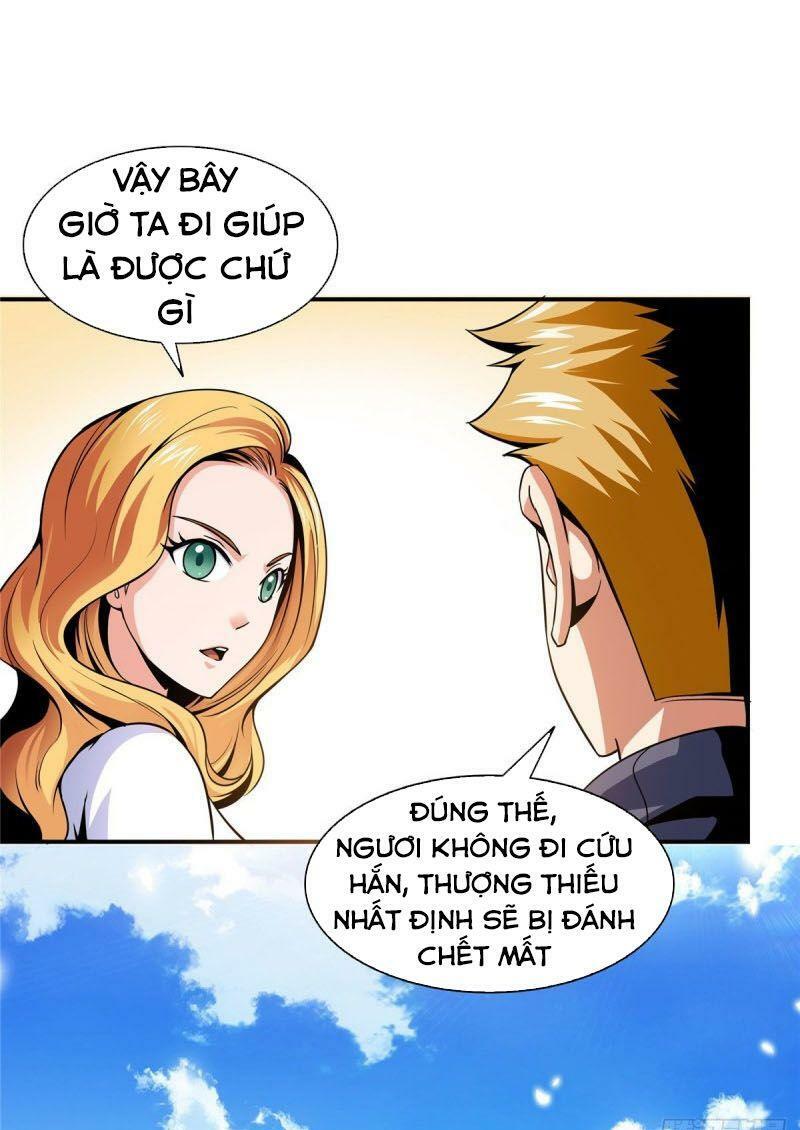 VẬY BÂY
GIỜ TA ĐI GIÚP
LÀ ĐƯỢC CHỨ
GÌ
ĐÚNG THẾ,
NGƯƠI KHÔNG ĐI CỨU
HẮN, THƯỢNG THIẾU
NHẤT ĐỊNH SẼ BỊ ĐÁNH
CHẾT MẤT